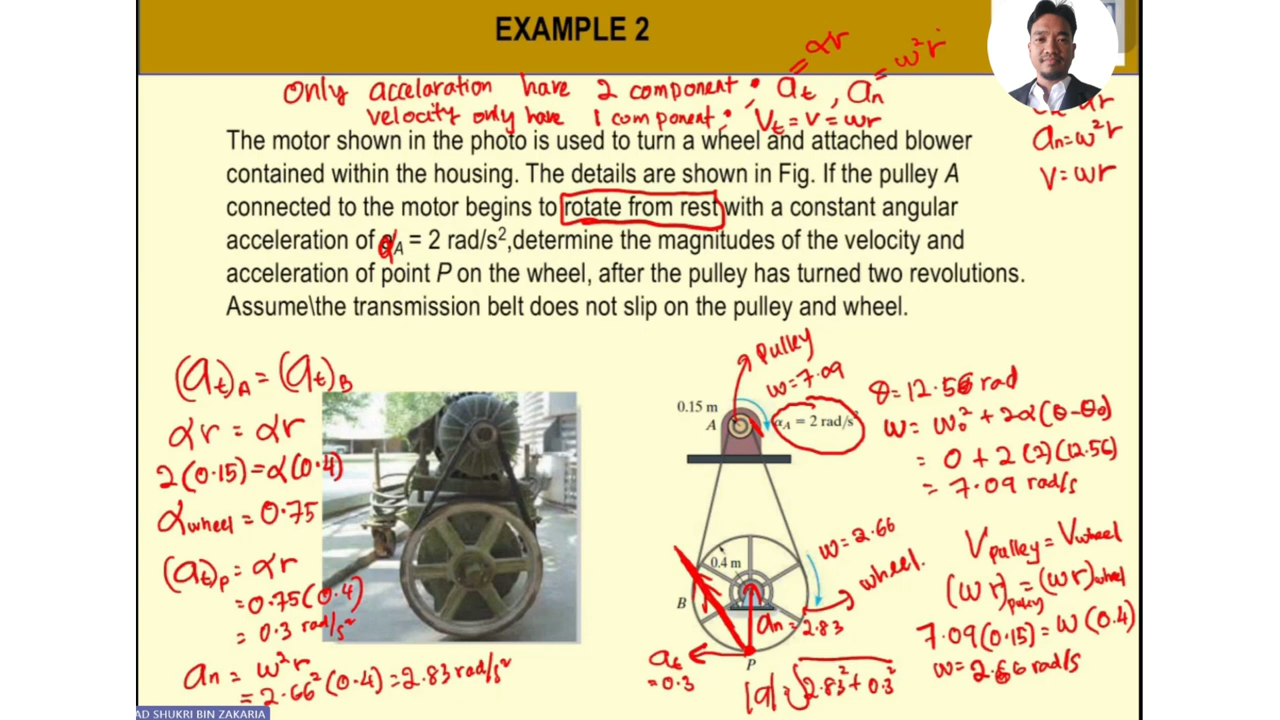 EXAMPLE 2
Only accelaration have 2 component : at = αr , an = ω²r
velocity only have 1 component : Vt = v = ωr
an = ω²r
V = ωr
The motor shown in the photo is used to turn a wheel and attached blower
contained within the housing. The details are shown in Fig. If the pulley A
connected to the motor begins to rotate from rest with a constant angular
acceleration of αA = 2 rad/s²,determine the magnitudes of the velocity and
acceleration of point P on the wheel, after the pulley has turned two revolutions.
Assume\the transmission belt does not slip on the pulley and wheel.
(at)A = (at)B
αr = αr
2(0.15) = α(0.4)
αwheel = 0.75
(at)p = αr
= 0.75(0.4)
= 0.3 rad/s²
an = ω²r
= 2.66²(0.4) = 2.83 rad/s²
Pulley
ω = 7.09
0.15 m
A
αA = 2 rad/s²
0.4 m
B
ω = 2.66
wheel.
an = 2.83
at
= 0.3
P
|a| = √2.83² + 0.3²
θ = 12.56 rad
ω = ω₀² + 2α(θ-θ₀)
= 0 + 2(2)(12.56)
= 7.09 rad/s
Vpulley = Vwheel
(ωr)pulley = (ωr)wheel
7.09(0.15) = ω(0.4)
ω = 2.66 rad/s
AD SHUKRI BIN ZAKARIA